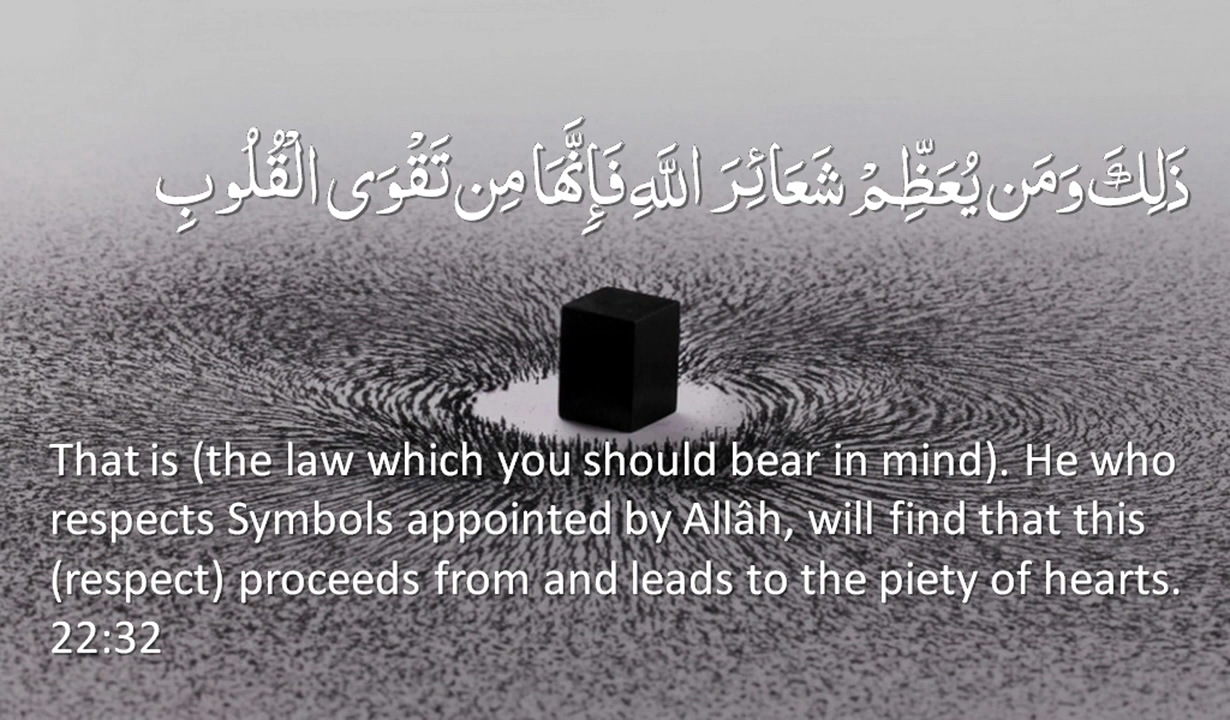 ذَلِكَ وَمَن يُعَظِّمْ شَعَائِرَ اللَّهِ فَإِنَّهَا مِن تَقْوَى الْقُلُوبِ
That is (the law which you should bear in mind). He who
respects Symbols appointed by Allâh, will find that this
(respect) proceeds from and leads to the piety of hearts.
22:32